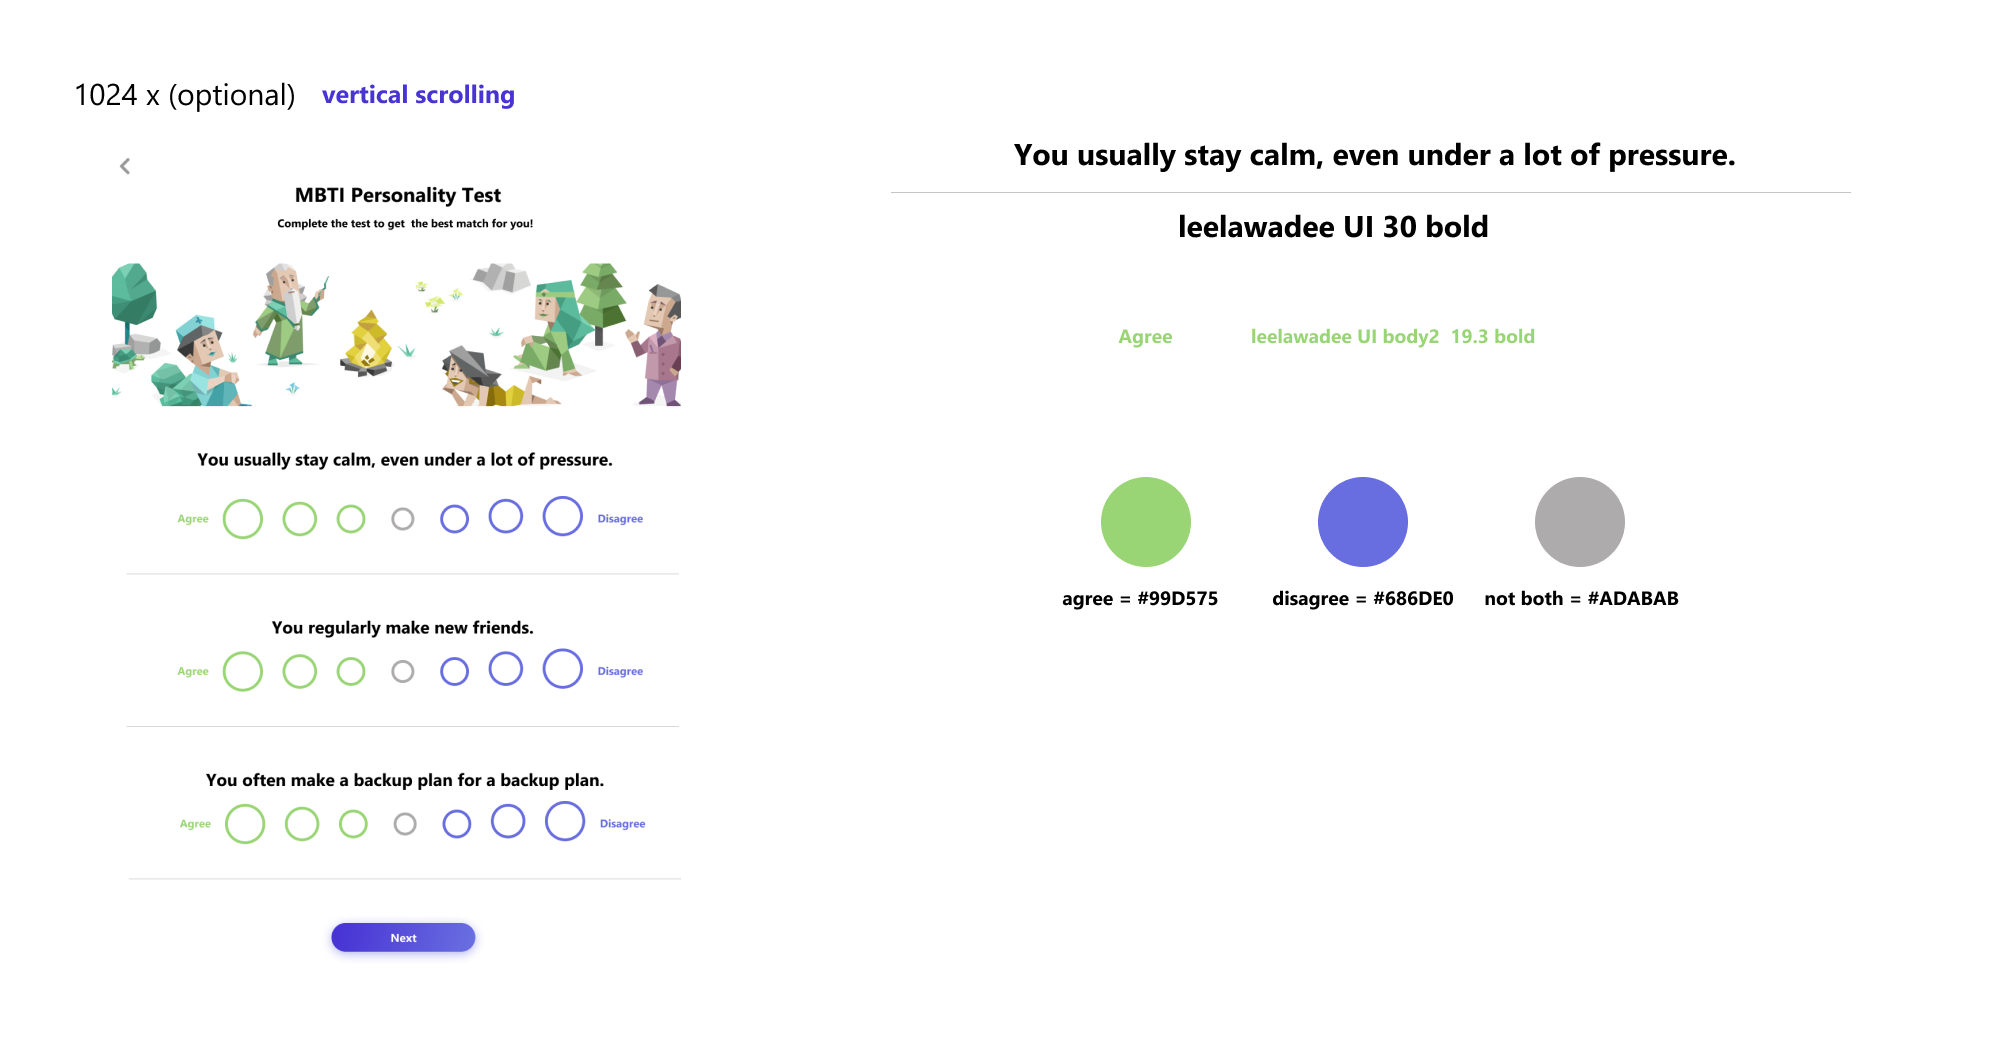 1024 x (optional) vertical scrolling
MBTI Personality Test
Complete the test to get  the best match for you!
You usually stay calm, even under a lot of pressure.
Agree Disagree
You regularly make new friends.
Agree Disagree
You often make a backup plan for a backup plan.
Agree Disagree
Next
You usually stay calm, even under a lot of pressure.
leelawadee UI 30 bold
Agree leelawadee UI body2  19.3 bold
agree = #99D575 disagree = #686DE0 not both = #ADABAB